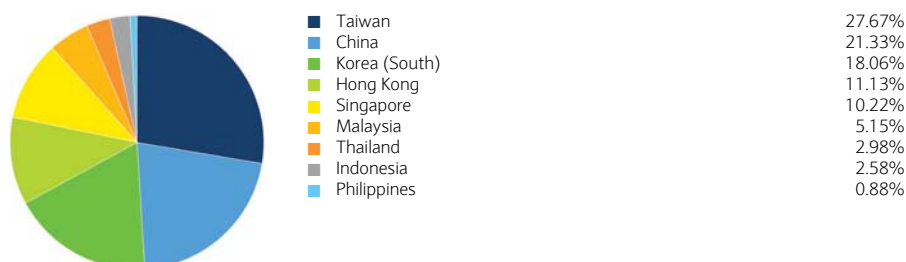 Taiwan 27.67%
China 21.33%
Korea (South) 18.06%
Hong Kong 11.13%
Singapore 10.22%
Malaysia 5.15%
Thailand 2.98%
Indonesia 2.58%
Philippines 0.88%